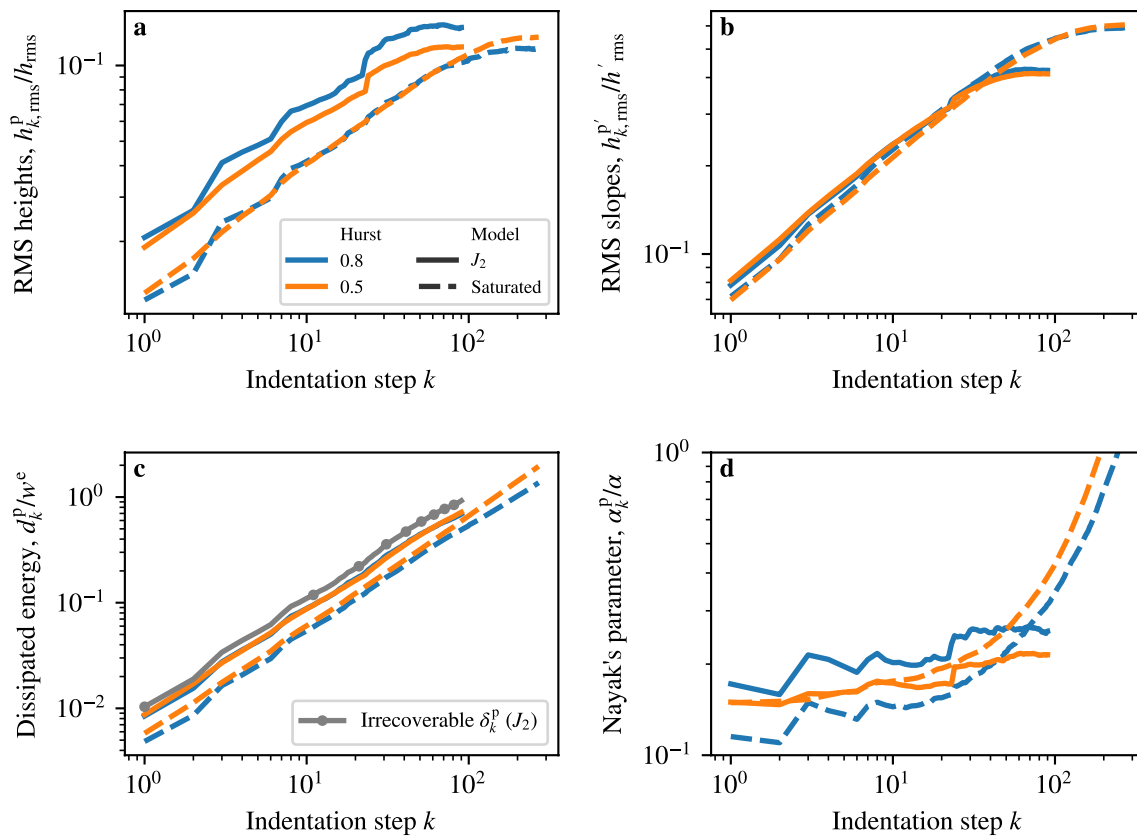 a
RMS heights, h^p_{k,rms}/h_rms
10^{-1}
Hurst Model
0.8 J_2
0.5 Saturated
10^0 10^1 10^2
Indentation step k
b
RMS slopes, h^{p′}_{k,rms}/h^′_rms
10^{-1}
10^0 10^1 10^2
Indentation step k
c
Dissipated energy, d^p_k/w^e
10^0
10^{-1}
10^{-2}
Irrecoverable δ^p_k (J_2)
10^0 10^1 10^2
Indentation step k
d
Nayak's parameter, α^p_k/α
10^0
10^{-1}
10^0 10^1 10^2
Indentation step k